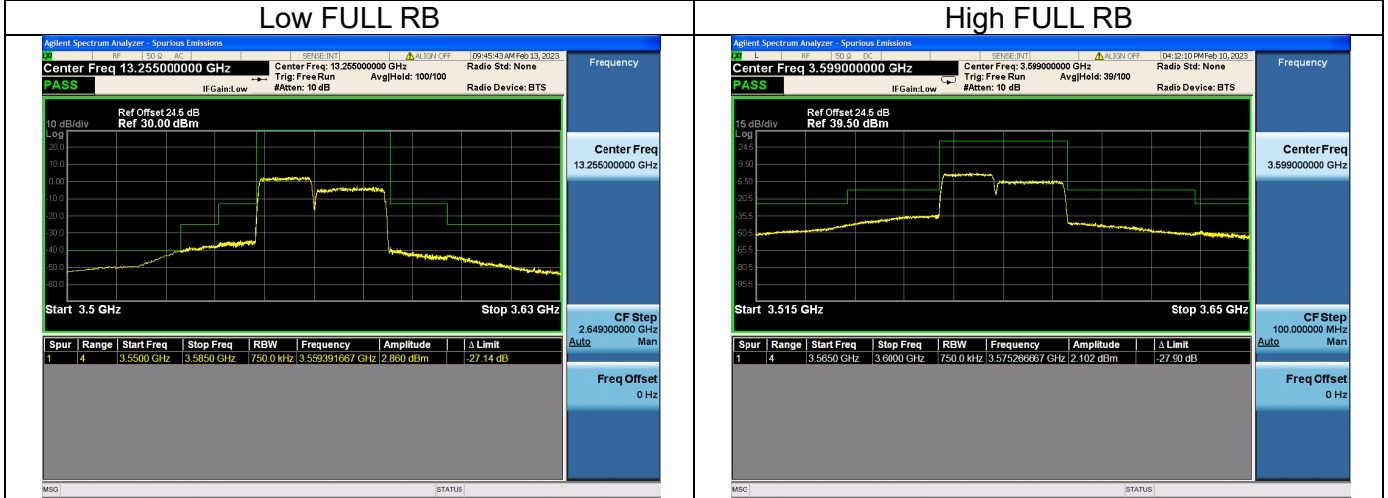 Low FULL RB
High FULL RB
Agilent Spectrum Analyzer - Spurious Emissions
RF 50 Ω AC SENSE:INT ALIGN OFF 09:45:43 AM Feb 13, 2023
Center Freq 13.255000000 GHz
Center Freq: 13.255000000 GHz
Radio Std: None
Trig: Free Run Avg|Hold: 100/100
PASS
IFGain:Low #Atten: 10 dB Radio Device: BTS
Ref Offset 24.5 dB
10 dB/div Ref 30.00 dBm
Log
20.0
10.0
0.00
-10.0
-20.0
-30.0
-40.0
-50.0
-60.0
Start 3.5 GHz Stop 3.63 GHz
Spur Range Start Freq Stop Freq RBW Frequency Amplitude Δ Limit
1 4 3.5500 GHz 3.5850 GHz 750.0 kHz 3.559391667 GHz 2.860 dBm -27.14 dB
MSG STATUS
Frequency
Center Freq
13.255000000 GHz
CF Step
2.649000000 GHz
Auto Man
Freq Offset
0 Hz
Agilent Spectrum Analyzer - Spurious Emissions
L RF 50 Ω DC SENSE:INT ALIGN OFF 04:12:10 PM Feb 10, 2023
Center Freq 3.599000000 GHz
Center Freq: 3.599000000 GHz
Radio Std: None
Trig: Free Run Avg|Hold: 39/100
PASS
IFGain:Low #Atten: 10 dB Radio Device: BTS
Ref Offset 24.5 dB
15 dB/div Ref 39.50 dBm
Log
24.5
9.50
-5.50
-20.5
-35.5
-50.5
-65.5
-80.5
-95.5
Start 3.515 GHz Stop 3.65 GHz
Spur Range Start Freq Stop Freq RBW Frequency Amplitude Δ Limit
1 4 3.5650 GHz 3.6000 GHz 750.0 kHz 3.575266667 GHz 2.102 dBm -27.90 dB
MSG STATUS
Frequency
Center Freq
3.599000000 GHz
CF Step
100.000000 MHz
Auto Man
Freq Offset
0 Hz